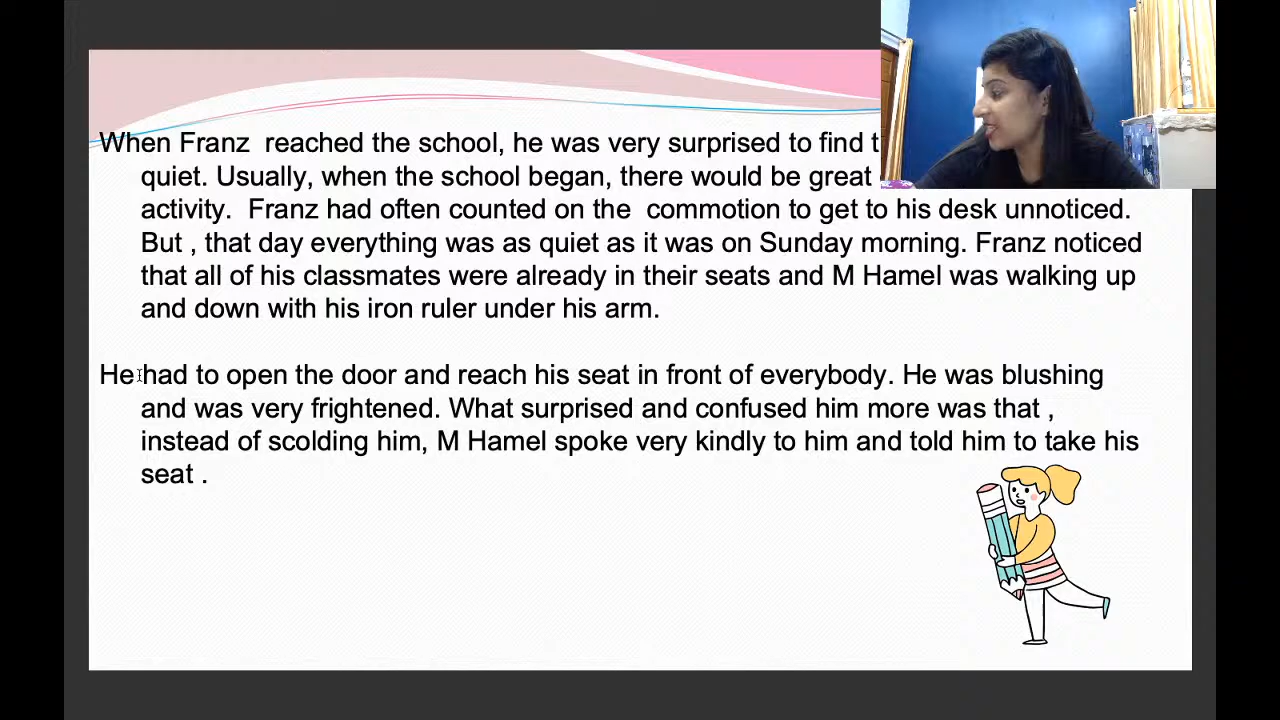 When Franz  reached the school, he was very surprised to find
quiet. Usually, when the school began, there would be great
activity.  Franz had often counted on the  commotion to get to his desk unnoticed.
But , that day everything was as quiet as it was on Sunday morning. Franz noticed
that all of his classmates were already in their seats and M Hamel was walking up
and down with his iron ruler under his arm.
He had to open the door and reach his seat in front of everybody. He was blushing
and was very frightened. What surprised and confused him more was that ,
instead of scolding him, M Hamel spoke very kindly to him and told him to take his
seat .